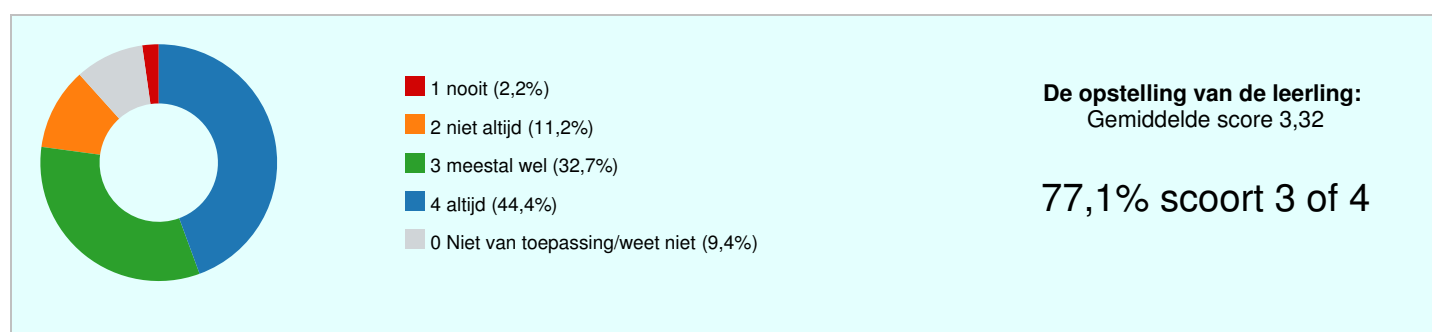 1 nooit (2,2%)
2 niet altijd (11,2%)
3 meestal wel (32,7%)
4 altijd (44,4%)
0 Niet van toepassing/weet niet (9,4%)
De opstelling van de leerling:
Gemiddelde score 3,32
77,1% scoort 3 of 4